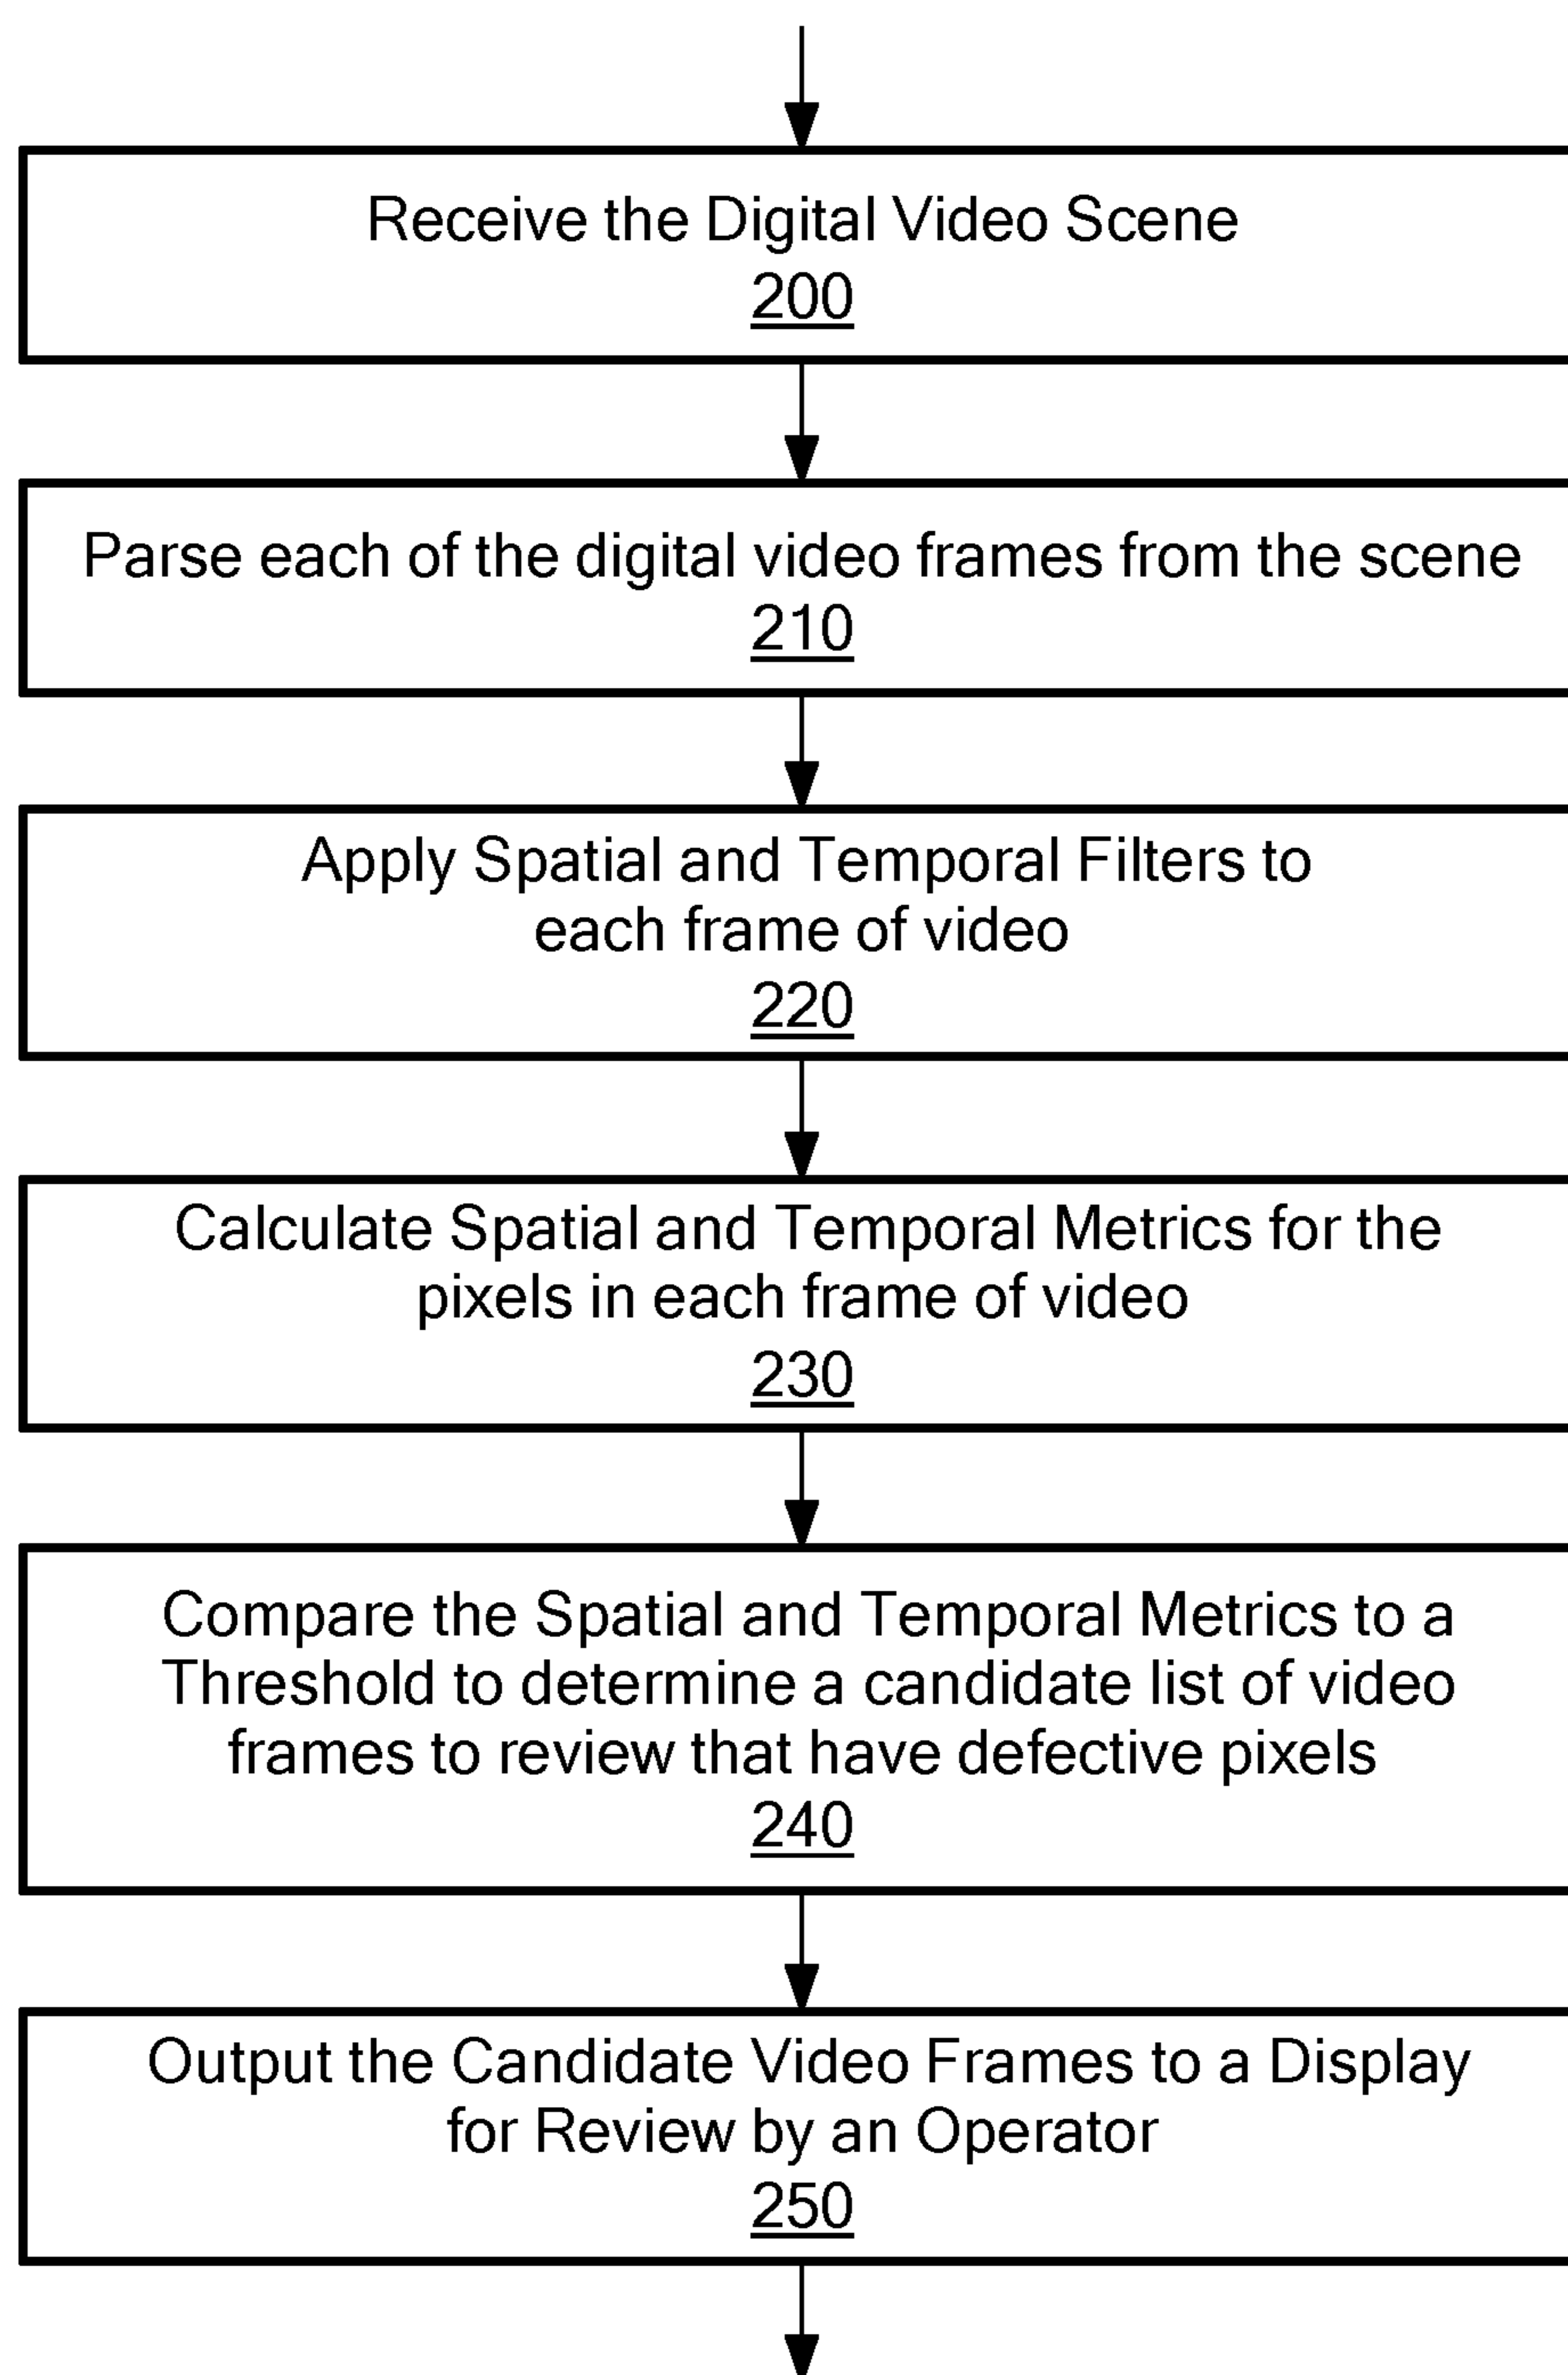 Receive the Digital Video Scene
200
Parse each of the digital video frames from the scene
210
Apply Spatial and Temporal Filters to
each frame of video
220
Calculate Spatial and Temporal Metrics for the
pixels in each frame of video
230
Compare the Spatial and Temporal Metrics to a
Threshold to determine a candidate list of video
frames to review that have defective pixels
240
Output the Candidate Video Frames to a Display
for Review by an Operator
250